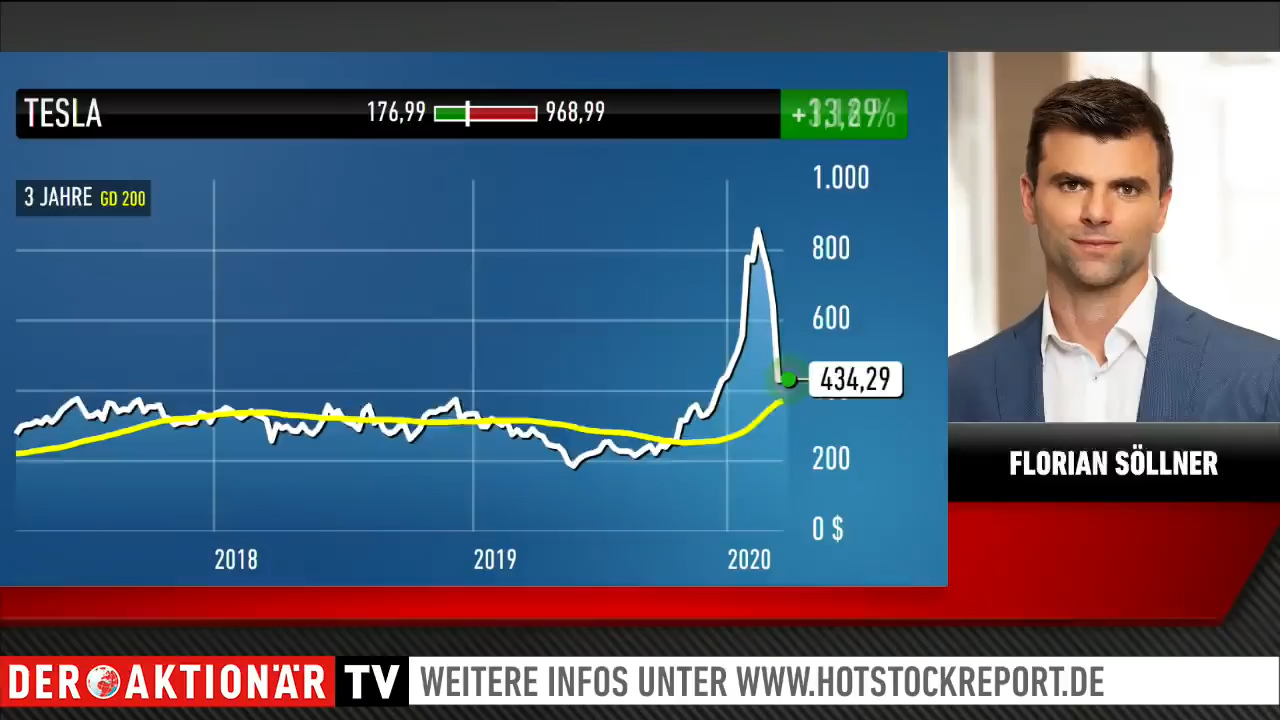 TESLA
176,99
968,99
3 JAHRE GD 200
1.000
800
600
434,29
200
0 $
2018
2019
2020
FLORIAN SÖLLNER
DER AKTIONÄR TV
WEITERE INFOS UNTER WWW.HOTSTOCKREPORT.DE